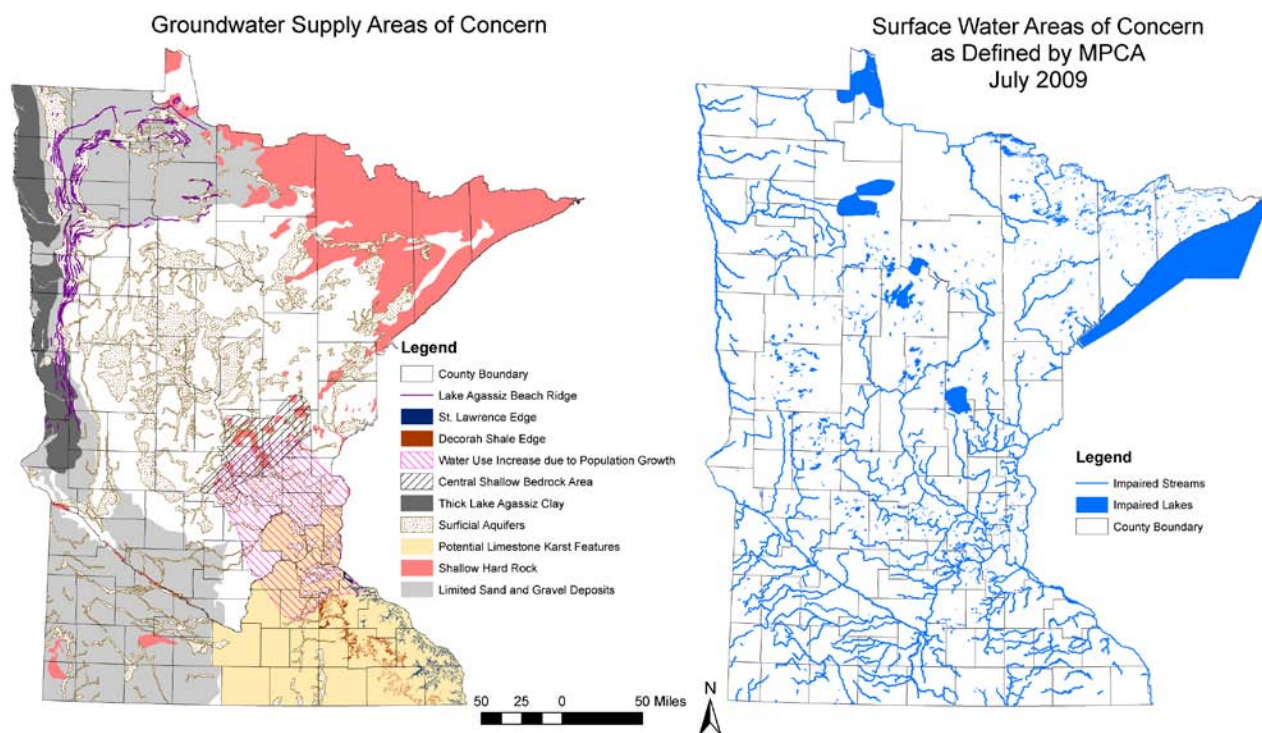 Groundwater Supply Areas of Concern
Legend
County Boundary
Lake Agassiz Beach Ridge
St. Lawrence Edge
Decorah Shale Edge
Water Use Increase due to Population Growth
Central Shallow Bedrock Area
Thick Lake Agassiz Clay
Surficial Aquifers
Potential Limestone Karst Features
Shallow Hard Rock
Limited Sand and Gravel Deposits
50 25 0 50 Miles
N
Surface Water Areas of Concern
as Defined by MPCA
July 2009
Legend
Impaired Streams
Impaired Lakes
County Boundary